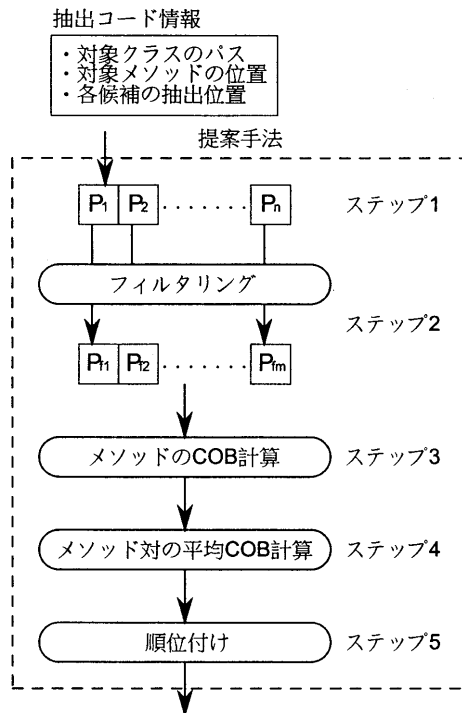 抽出コード情報
・対象クラスのパス
・対象メソッドの位置
・各候補の抽出位置
提案手法
P1 P2 ······· Pn ステップ1
フィルタリング
ステップ2
Pf1 Pf2 ······· Pfm
メソッドのCOB計算 ステップ3
メソッド対の平均COB計算 ステップ4
順位付け ステップ5